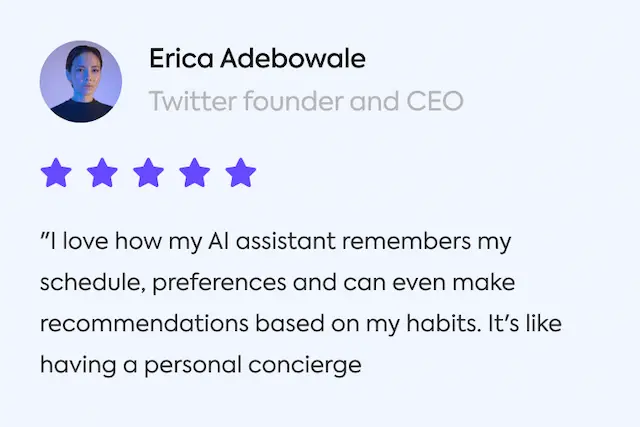 Erica Adebowale
Twitter founder and CEO
"I love how my AI assistant remembers my
schedule, preferences and can even make
recommendations based on my habits. It's like
having a personal concierge